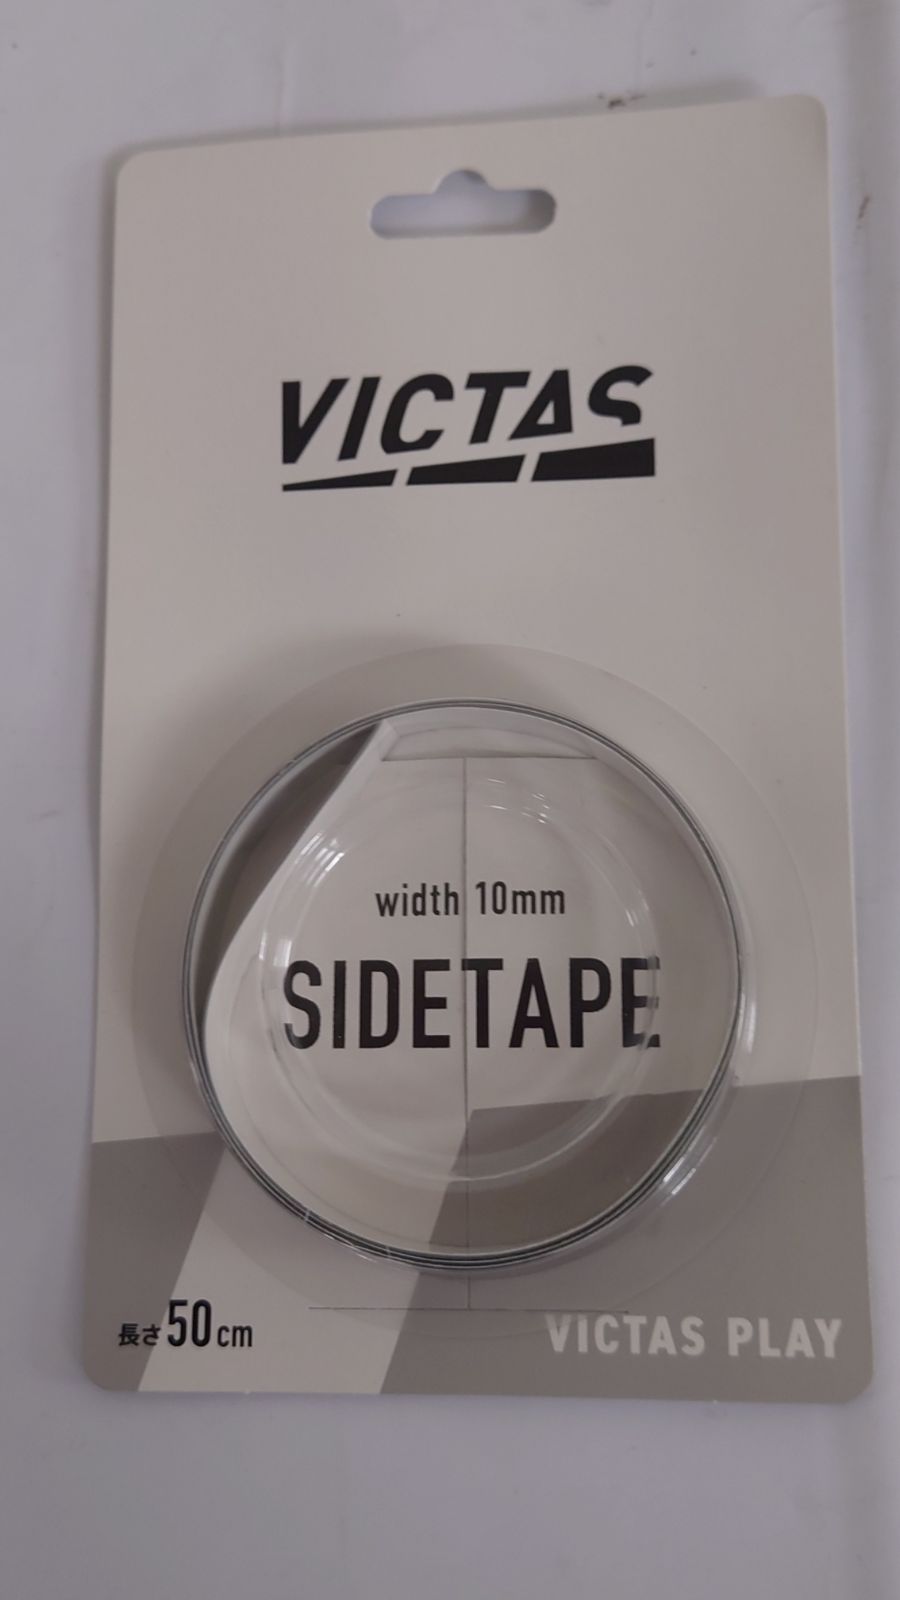 VICTAS
width 10mm
SIDETAPE
長さ50cm
VICTAS PLAY